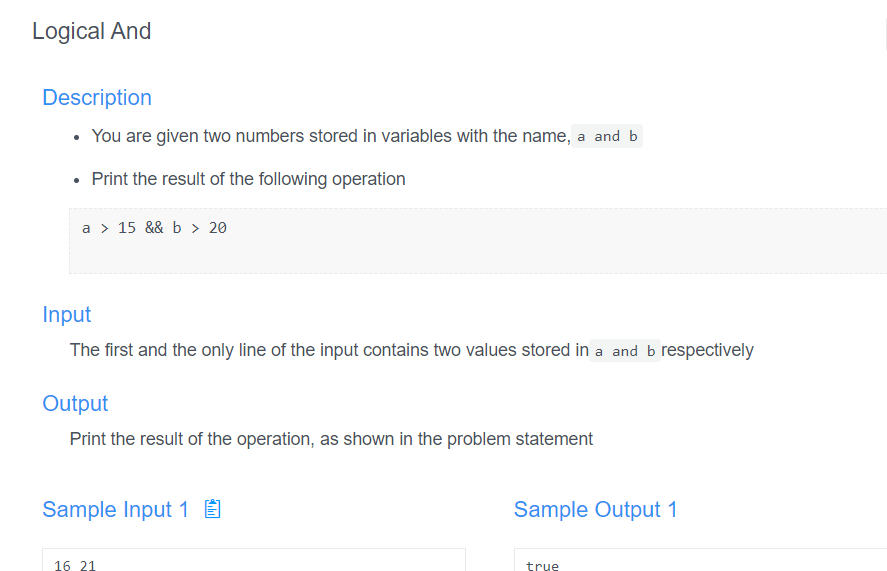 Logical And
Description
• You are given two numbers stored in variables with the name, a and b
• Print the result of the following operation
a > 15 && b > 20
Input
The first and the only line of the input contains two values stored in a and b respectively
Output
Print the result of the operation, as shown in the problem statement
Sample Input 1
Sample Output 1
16 21
true